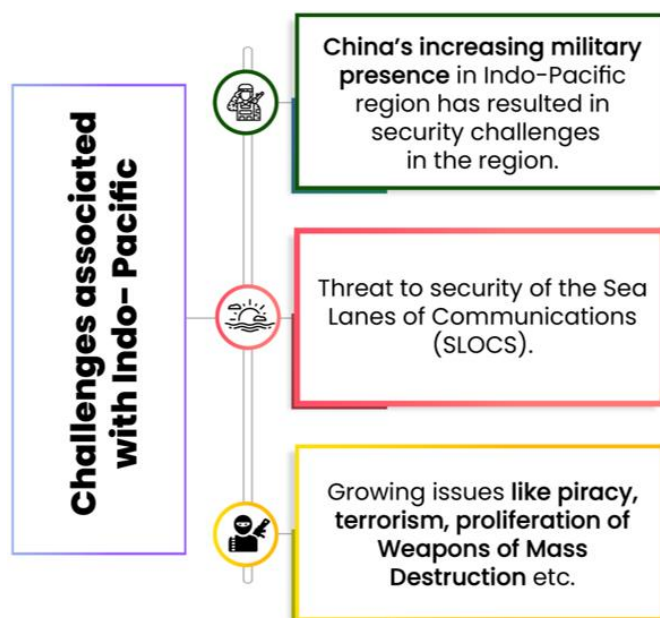 Challenges associated
with Indo- Pacific
China's increasing military
presence in Indo-Pacific
region has resulted in
security challenges
in the region.
Threat to security of the Sea
Lanes of Communications
(SLOCS).
Growing issues like piracy,
terrorism, proliferation of
Weapons of Mass
Destruction etc.